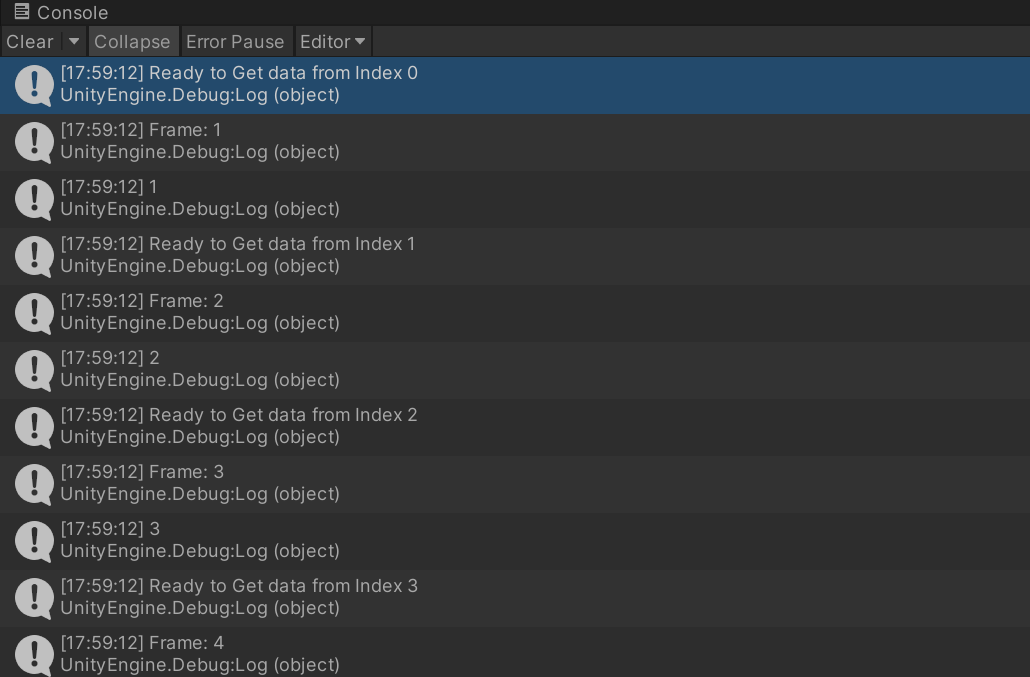 Console
Clear Collapse Error Pause Editor
[17:59:12] Ready to Get data from Index 0
UnityEngine.Debug:Log (object)
[17:59:12] Frame: 1
UnityEngine.Debug:Log (object)
[17:59:12] 1
UnityEngine.Debug:Log (object)
[17:59:12] Ready to Get data from Index 1
UnityEngine.Debug:Log (object)
[17:59:12] Frame: 2
UnityEngine.Debug:Log (object)
[17:59:12] 2
UnityEngine.Debug:Log (object)
[17:59:12] Ready to Get data from Index 2
UnityEngine.Debug:Log (object)
[17:59:12] Frame: 3
UnityEngine.Debug:Log (object)
[17:59:12] 3
UnityEngine.Debug:Log (object)
[17:59:12] Ready to Get data from Index 3
UnityEngine.Debug:Log (object)
[17:59:12] Frame: 4
UnityEngine.Debug:Log (object)